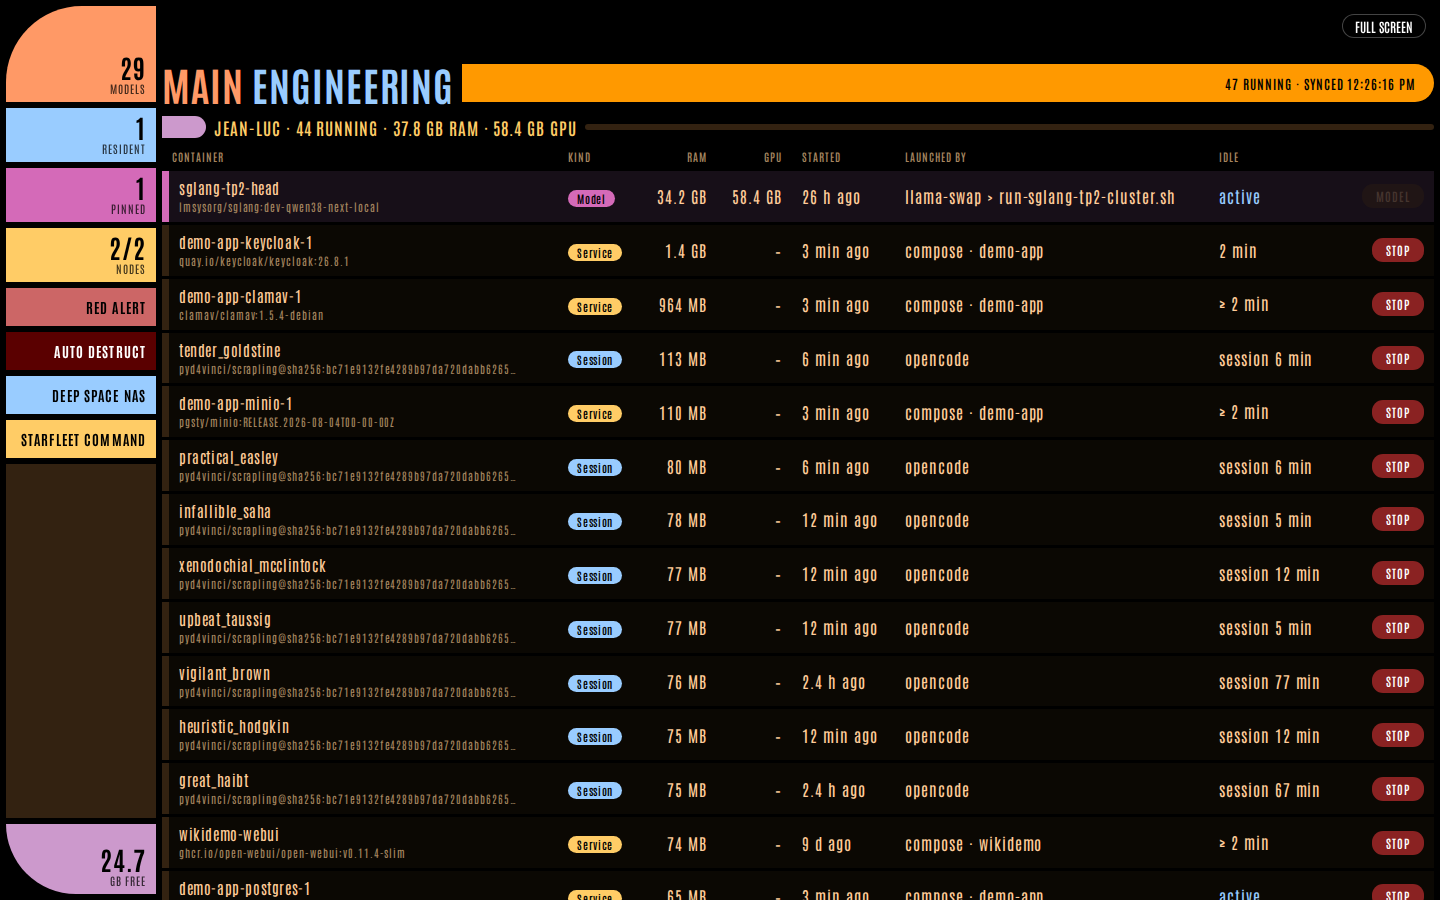 FULL SCREEN
29
MODELS
1
RESIDENT
1
PINNED
2/2
NODES
RED ALERT
AUTO DESTRUCT
DEEP SPACE NAS
STARFLEET COMMAND
24.7
GB FREE
MAIN ENGINEERING
47 RUNNING · SYNCED 12:26:16 PM
JEAN-LUC · 44 RUNNING · 37.8 GB RAM · 58.4 GB GPU
CONTAINER KIND RAM GPU STARTED LAUNCHED BY IDLE
sglang-tp2-head
lmsysorg/sglang:dev-qwen38-next-local
Model 34.2 GB 58.4 GB 26 h ago llama-swap > run-sglang-tp2-cluster.sh active MODEL
demo-app-keycloak-1
quay.io/keycloak/keycloak:26.8.1
Service 1.4 GB – 3 min ago compose · demo-app 2 min STOP
demo-app-clamav-1
clamav/clamav:1.5.4-debian
Service 964 MB – 3 min ago compose · demo-app ≥ 2 min STOP
tender_goldstine
pyd4vinci/scrapling@sha256:bc71e9132fe4289b97da720dabb6265…
Session 113 MB – 6 min ago opencode session 6 min STOP
demo-app-minio-1
pgsty/minio:RELEASE.2026-08-04T00-00-00Z
Service 110 MB – 3 min ago compose · demo-app ≥ 2 min STOP
practical_easley
pyd4vinci/scrapling@sha256:bc71e9132fe4289b97da720dabb6265…
Session 80 MB – 6 min ago opencode session 6 min STOP
infallible_saha
pyd4vinci/scrapling@sha256:bc71e9132fe4289b97da720dabb6265…
Session 78 MB – 12 min ago opencode session 5 min STOP
xenodochial_mcclintock
pyd4vinci/scrapling@sha256:bc71e9132fe4289b97da720dabb6265…
Session 77 MB – 12 min ago opencode session 12 min STOP
upbeat_taussig
pyd4vinci/scrapling@sha256:bc71e9132fe4289b97da720dabb6265…
Session 77 MB – 12 min ago opencode session 5 min STOP
vigilant_brown
pyd4vinci/scrapling@sha256:bc71e9132fe4289b97da720dabb6265…
Session 76 MB – 2.4 h ago opencode session 77 min STOP
heuristic_hodgkin
pyd4vinci/scrapling@sha256:bc71e9132fe4289b97da720dabb6265…
Session 75 MB – 12 min ago opencode session 12 min STOP
great_haibt
pyd4vinci/scrapling@sha256:bc71e9132fe4289b97da720dabb6265…
Session 75 MB – 2.4 h ago opencode session 67 min STOP
wikidemo-webui
ghcr.io/open-webui/open-webui:v0.11.4-slim
Service 74 MB – 9 d ago compose · wikidemo ≥ 2 min STOP
demo-app-postgres-1
Service 65 MB – 3 min ago compose · demo-app active STOP